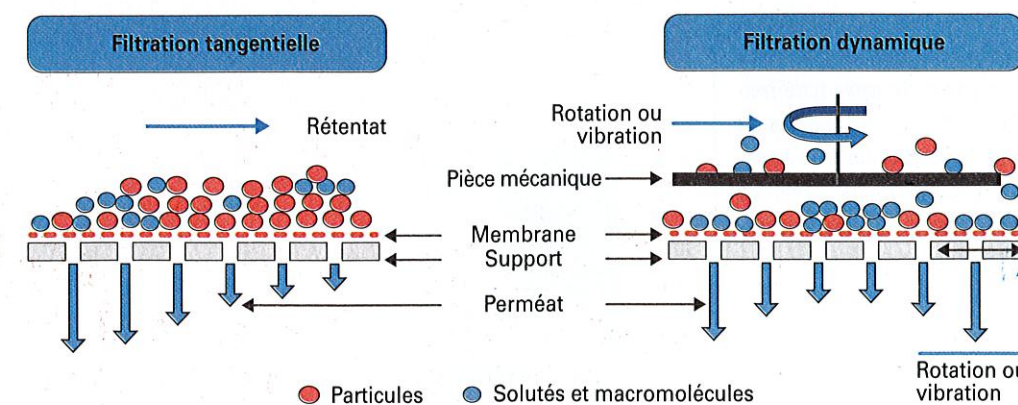 Filtration tangentielle
Filtration dynamique
Rétentat
Rotation ou
vibration
Pièce mécanique
Membrane
Support
Perméat
Rotation ou
vibration
Particules
Solutés et macromolécules